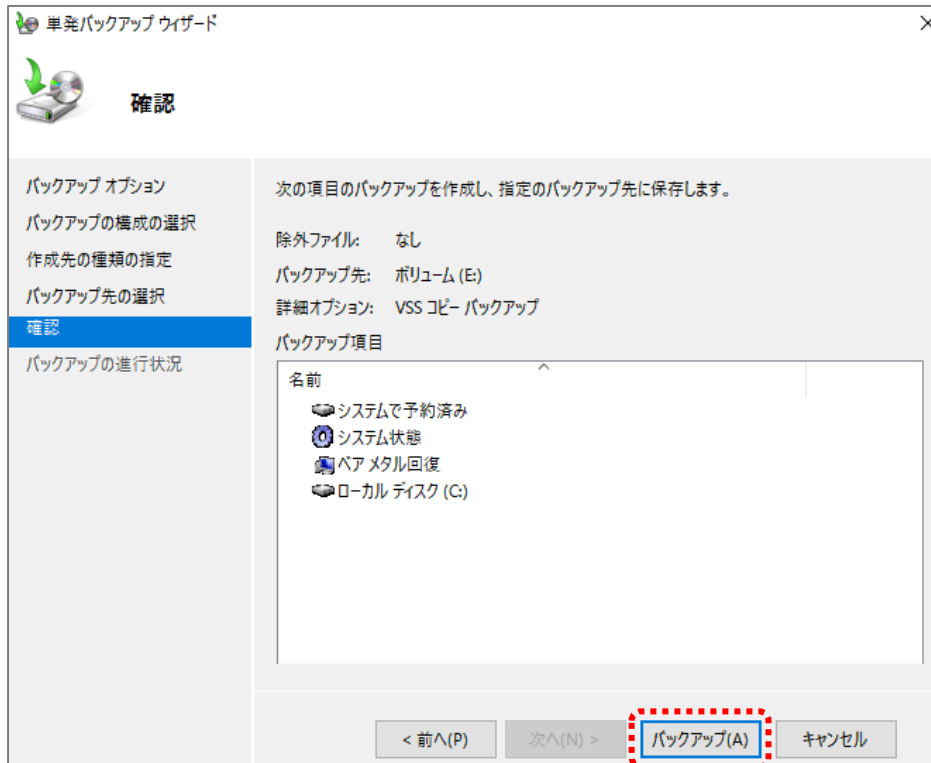 単発バックアップ ウィザード
確認
バックアップ オプション
バックアップの構成の選択
作成先の種類の指定
バックアップ先の選択
確認
バックアップの進行状況
次の項目のバックアップを作成し、指定のバックアップ先に保存します。
除外ファイル: なし
バックアップ先: ボリューム (E:)
詳細オプション: VSS コピー バックアップ
バックアップ項目
名前
システムで予約済み
システム状態
ベア メタル回復
ローカル ディスク (C:)
< 前へ(P) 次へ(N) > バックアップ(A) キャンセル